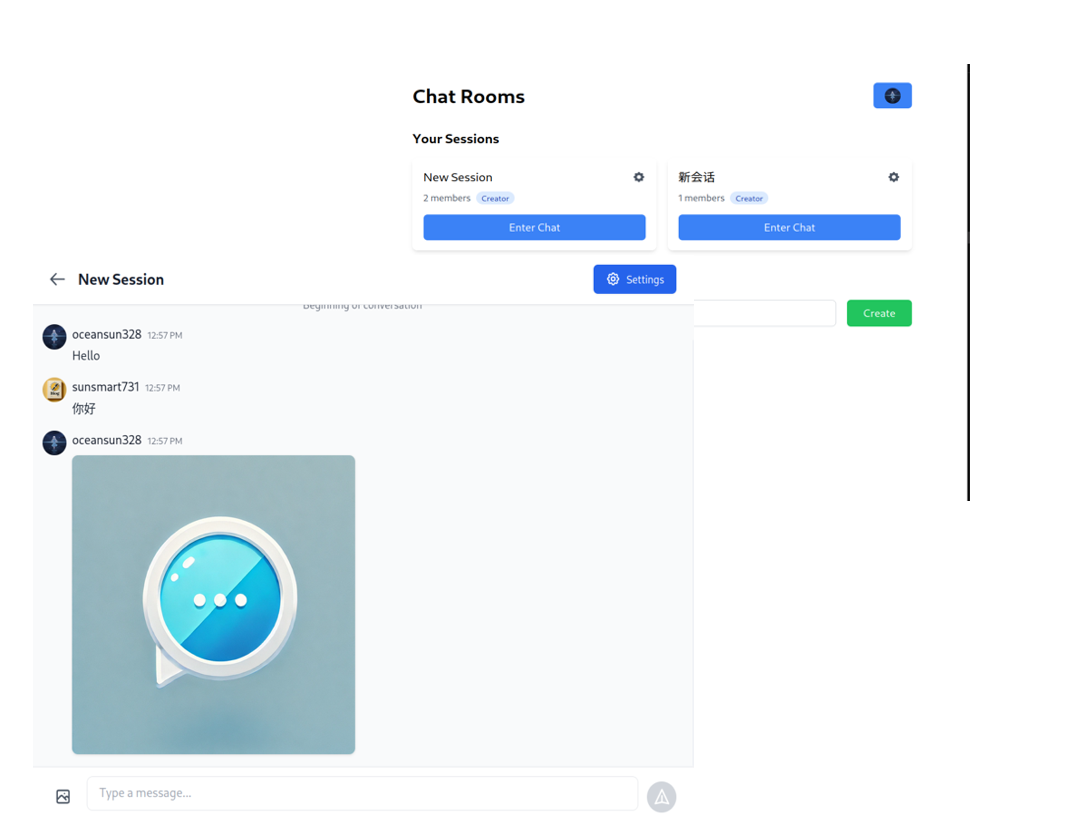 Chat Rooms
Your Sessions
New Session
2 members Creator
Enter Chat
新会话
1 members Creator
Enter Chat
Create
New Session
Settings
Beginning of conversation
oceansun328 12:57 PM
Hello
sunsmart731 12:57 PM
你好
oceansun328 12:57 PM
Type a message...